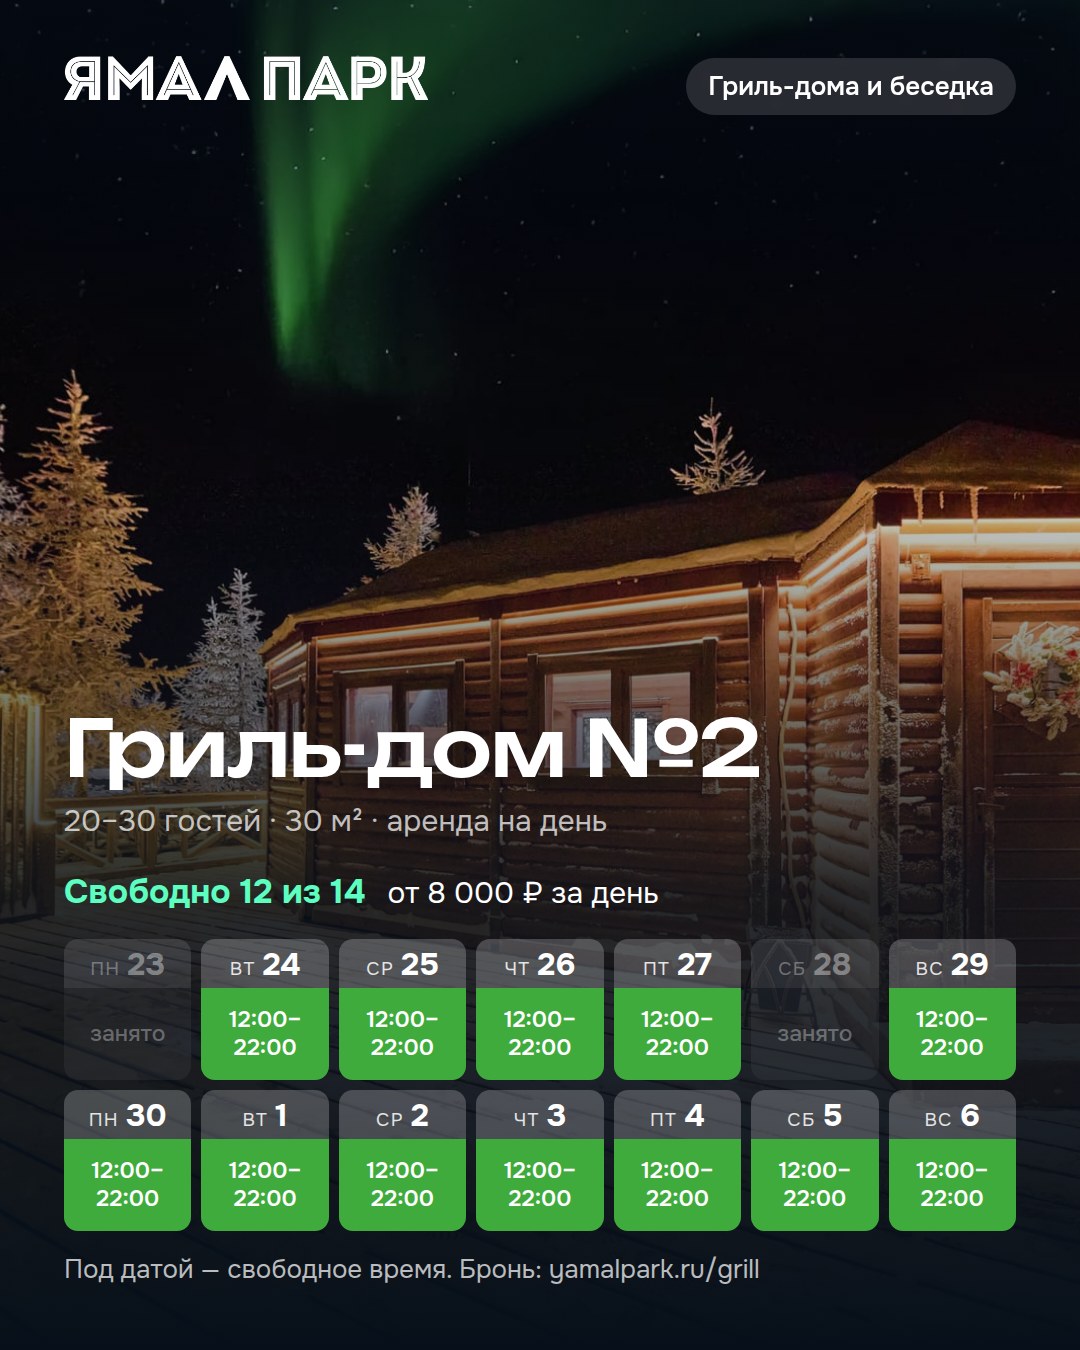 ЯМАЛ ПАРК
Гриль-дома и беседка
Гриль-дом №2
20–30 гостей · 30 м² · аренда на день
Свободно 12 из 14 от 8 000 ₽ за день
ПН 23 ВТ 24 СР 25 ЧТ 26 ПТ 27 СБ 28 ВС 29
занято 12:00– 12:00– 12:00– 12:00– занято 12:00–
22:00 22:00 22:00 22:00 22:00
ПН 30 ВТ 1 СР 2 ЧТ 3 ПТ 4 СБ 5 ВС 6
12:00– 12:00– 12:00– 12:00– 12:00– 12:00– 12:00–
22:00 22:00 22:00 22:00 22:00 22:00 22:00
Под датой — свободное время. Бронь: yamalpark.ru/grill